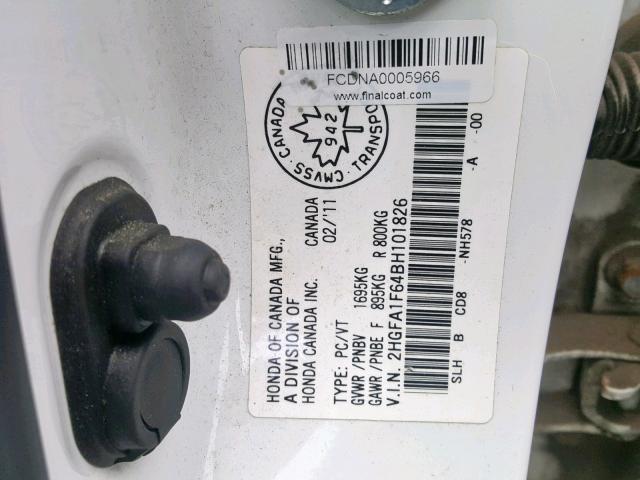 FCDNA0005966
www.finalcoat.com
CMVSS · CANADA · TRANSPO
942
HONDA OF CANADA MFG.,
A DIVISION OF
HONDA CANADA INC. CANADA
02/'11
TYPE: PC/VT
GVWR /PNBV 1695KG
GAWR /PNBE F 895KG R 800KG
V.I.N. 2HGFA1F64BH101826
SLH B CD8 -NH578 -A -00